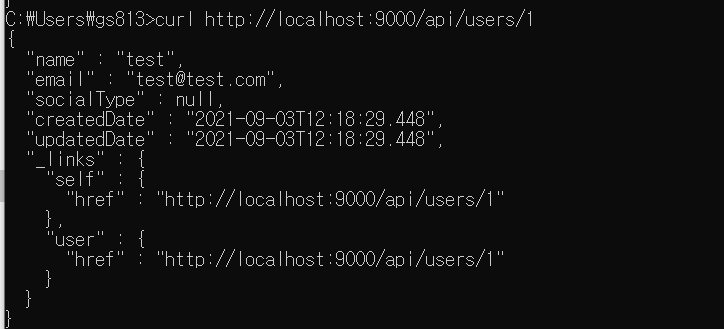 C:₩Users₩gs813>curl http://localhost:9000/api/users/1
{
  "name" : "test",
  "email" : "test@test.com",
  "socialType" : null,
  "createdDate" : "2021-09-03T12:18:29.448",
  "updatedDate" : "2021-09-03T12:18:29.448",
  "_links" : {
    "self" : {
      "href" : "http://localhost:9000/api/users/1"
    },
    "user" : {
      "href" : "http://localhost:9000/api/users/1"
    }
  }
}